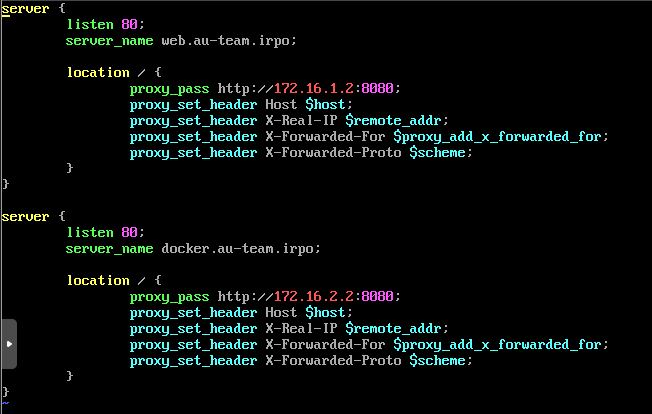 server {
        listen 80;
        server_name web.au-team.irpo;

        location / {
                proxy_pass http://172.16.1.2:8080;
                proxy_set_header Host $host;
                proxy_set_header X-Real-IP $remote_addr;
                proxy_set_header X-Forwarded-For $proxy_add_x_forwarded_for;
                proxy_set_header X-Forwarded-Proto $scheme;
        }
}

server {
        listen 80;
        server_name docker.au-team.irpo;

        location / {
                proxy_pass http://172.16.2.2:8080;
                proxy_set_header Host $host;
                proxy_set_header X-Real-IP $remote_addr;
                proxy_set_header X-Forwarded-For $proxy_add_x_forwarded_for;
                proxy_set_header X-Forwarded-Proto $scheme;
        }
}
~